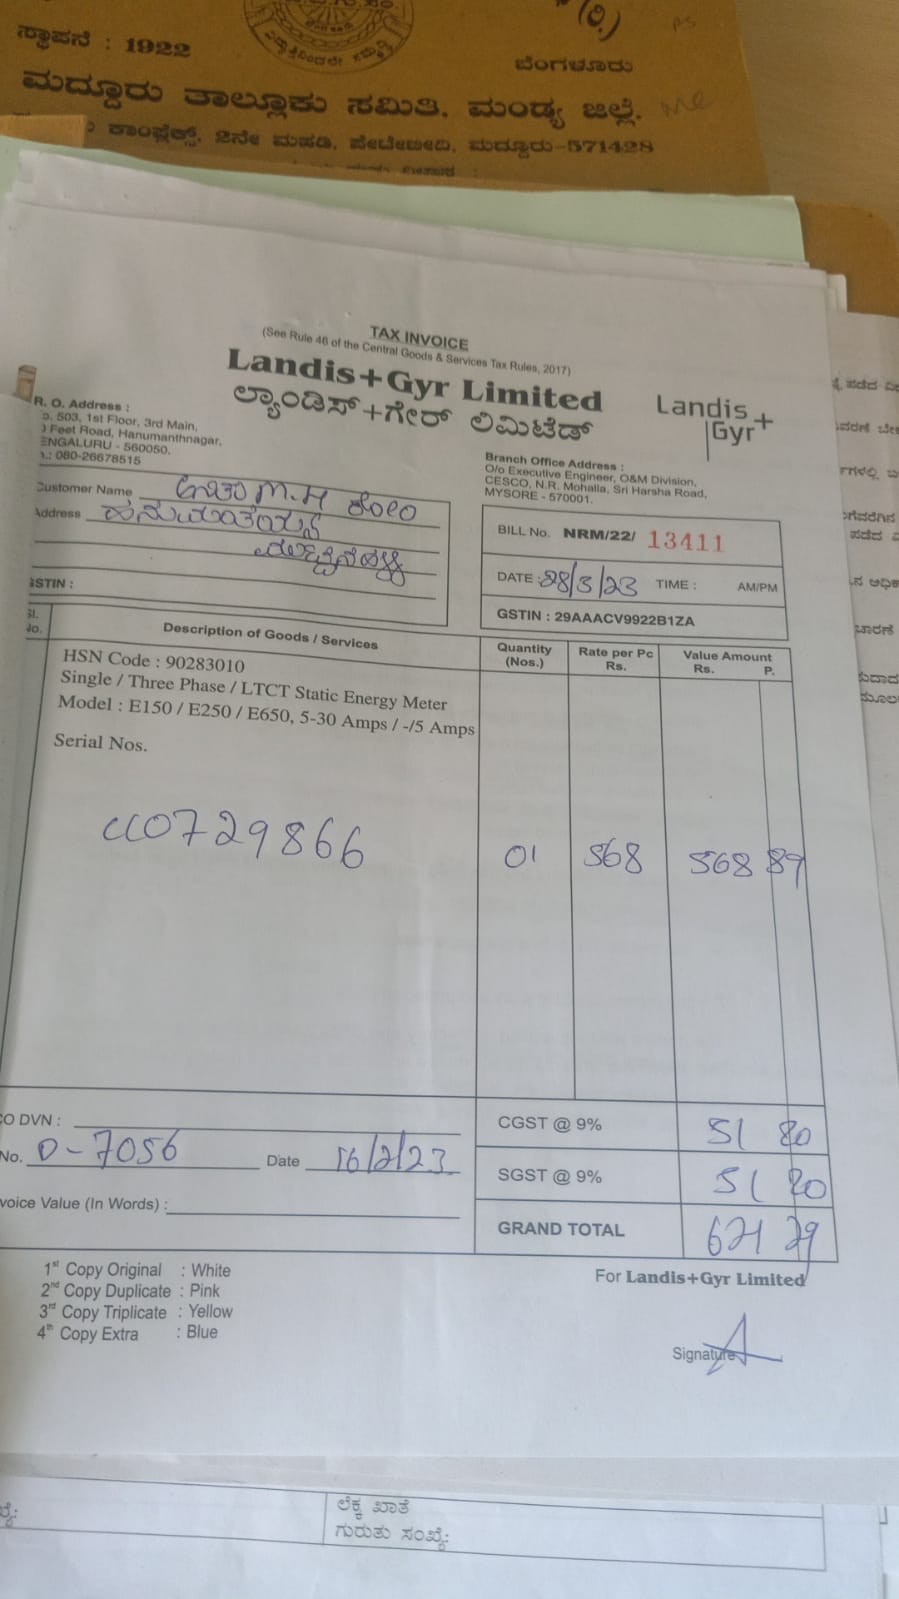 ಸ್ಥಾಪನೆ : 1922
ಬೆಂಗಳೂರು
ಮದ್ದೂರು ತಾಲ್ಲೂಕು ಸಮಿತಿ, ಮಂಡ್ಯ ಜಿಲ್ಲೆ.
ಕಾಂಪ್ಲೆಕ್ಸ್, 2ನೇ ಮಹಡಿ, ಪೇಟೇಬೀದಿ, ಮದ್ದೂರು-571428
TAX INVOICE
(See Rule 46 of the Central Goods & Services Tax Rules, 2017)
Landis+Gyr Limited
ಲ್ಯಾಂಡಿಸ್+ಗೇರ್ ಲಿಮಿಟೆಡ್
Landis+
Gyr
R. O. Address :
503, 1st Floor, 3rd Main,
Feet Road, Hanumanthnagar,
ENGALURU - 560050.
080-26678515
Branch Office Address :
O/o Executive Engineer, O&M Division,
CESCO, N.R. Mohalla, Sri Harsha Road,
MYSORE - 570001.
Customer Name M.H
Address
GSTIN :
BILL No. NRM/22/ 13411
DATE : 28/3/23 TIME : AM/PM
GSTIN : 29AAACV9922B1ZA
Sl. No. Description of Goods / Services Quantity (Nos.) Rate per Pc Rs. Value Amount Rs. P.
HSN Code : 90283010
Single / Three Phase / LTCT Static Energy Meter
Model : E150 / E250 / E650, 5-30 Amps / -/5 Amps
Serial Nos.
0729866 01 568 568 89
O DVN :
CGST @ 9% 51 80
No. D-7056 Date 16/2/23
SGST @ 9% 51 20
voice Value (In Words) :
GRAND TOTAL 671 29
1st Copy Original : White
2nd Copy Duplicate : Pink
3rd Copy Triplicate : Yellow
4th Copy Extra : Blue
For Landis+Gyr Limited
Signature
ಲೆಕ್ಕ ಖಾತೆ
ಗುರುತು ಸಂಖ್ಯೆ: